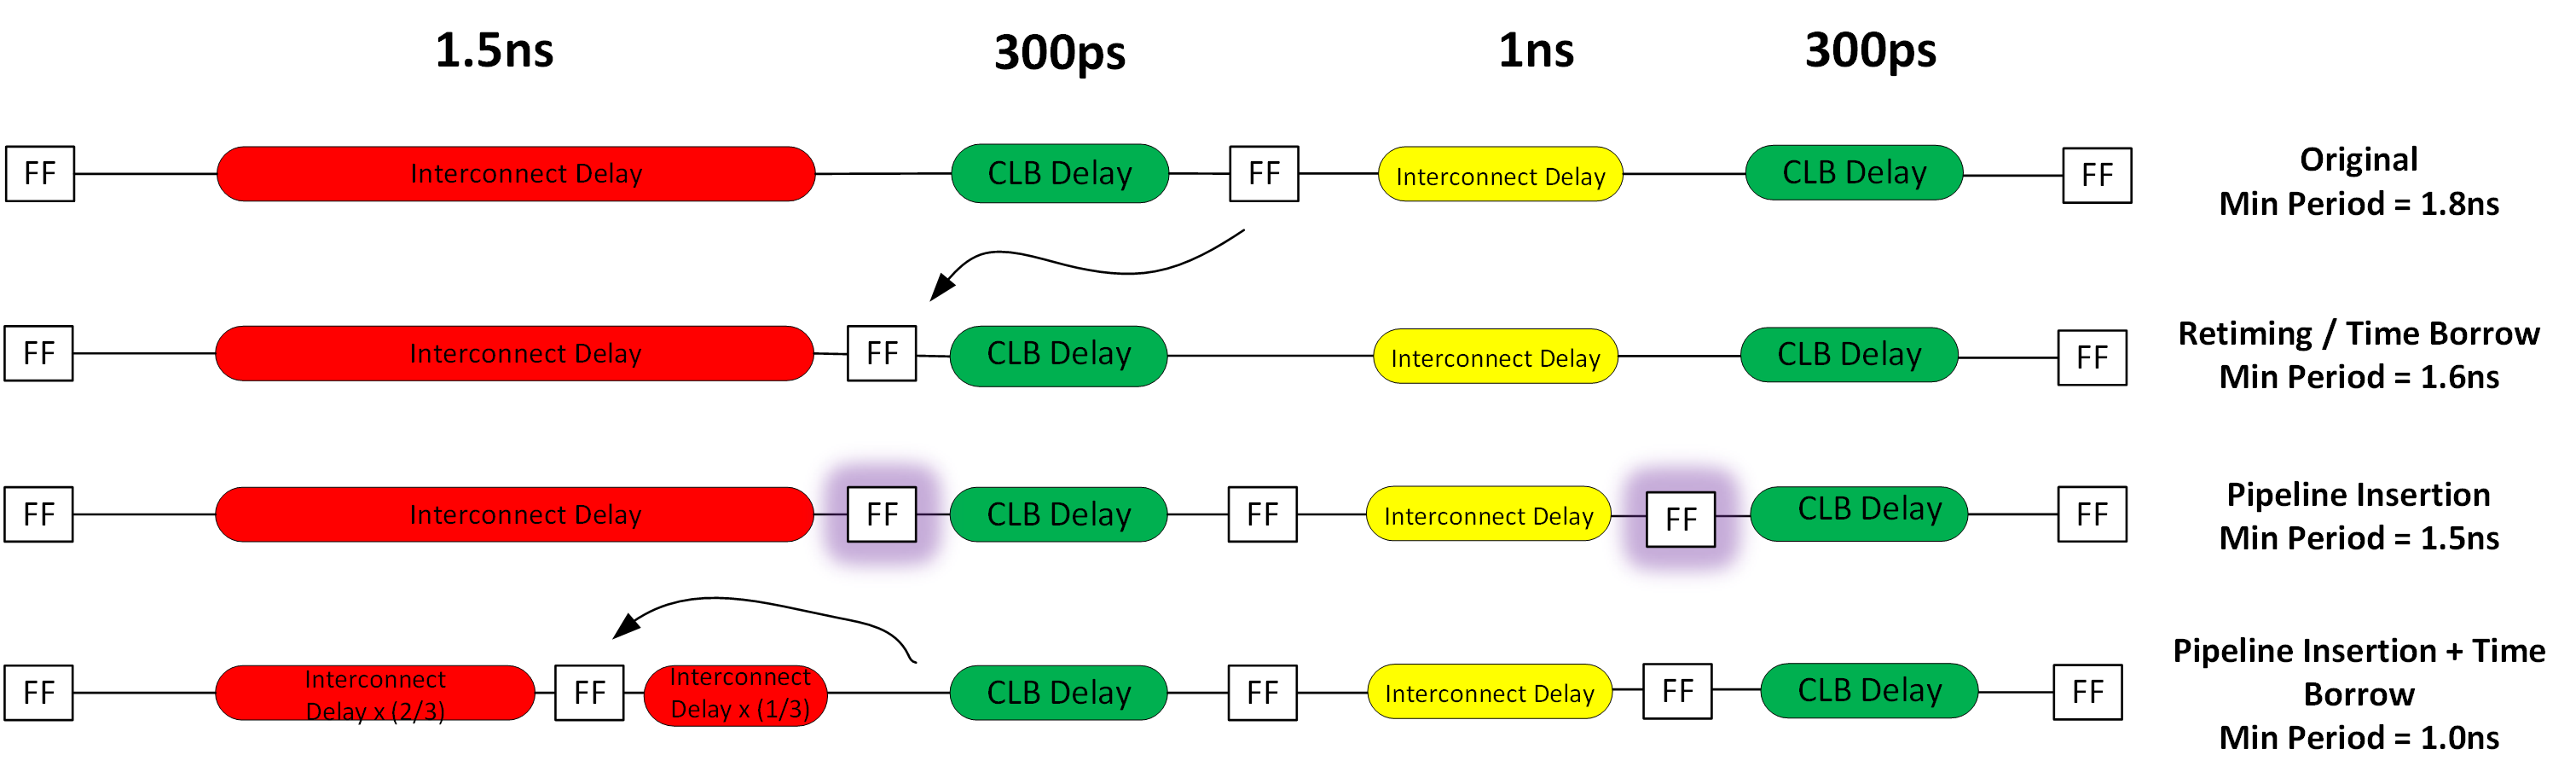 1.5ns 300ps 1ns 300ps
FF Interconnect Delay CLB Delay FF Interconnect Delay CLB Delay FF
Original
Min Period = 1.8ns
FF Interconnect Delay FF CLB Delay Interconnect Delay CLB Delay FF
Retiming / Time Borrow
Min Period = 1.6ns
FF Interconnect Delay FF CLB Delay FF Interconnect Delay FF CLB Delay FF
Pipeline Insertion
Min Period = 1.5ns
FF
Interconnect
Delay x (2/3)
FF
Interconnect
Delay x (1/3)
CLB Delay FF Interconnect Delay FF CLB Delay FF
Pipeline Insertion + Time
Borrow
Min Period = 1.0ns